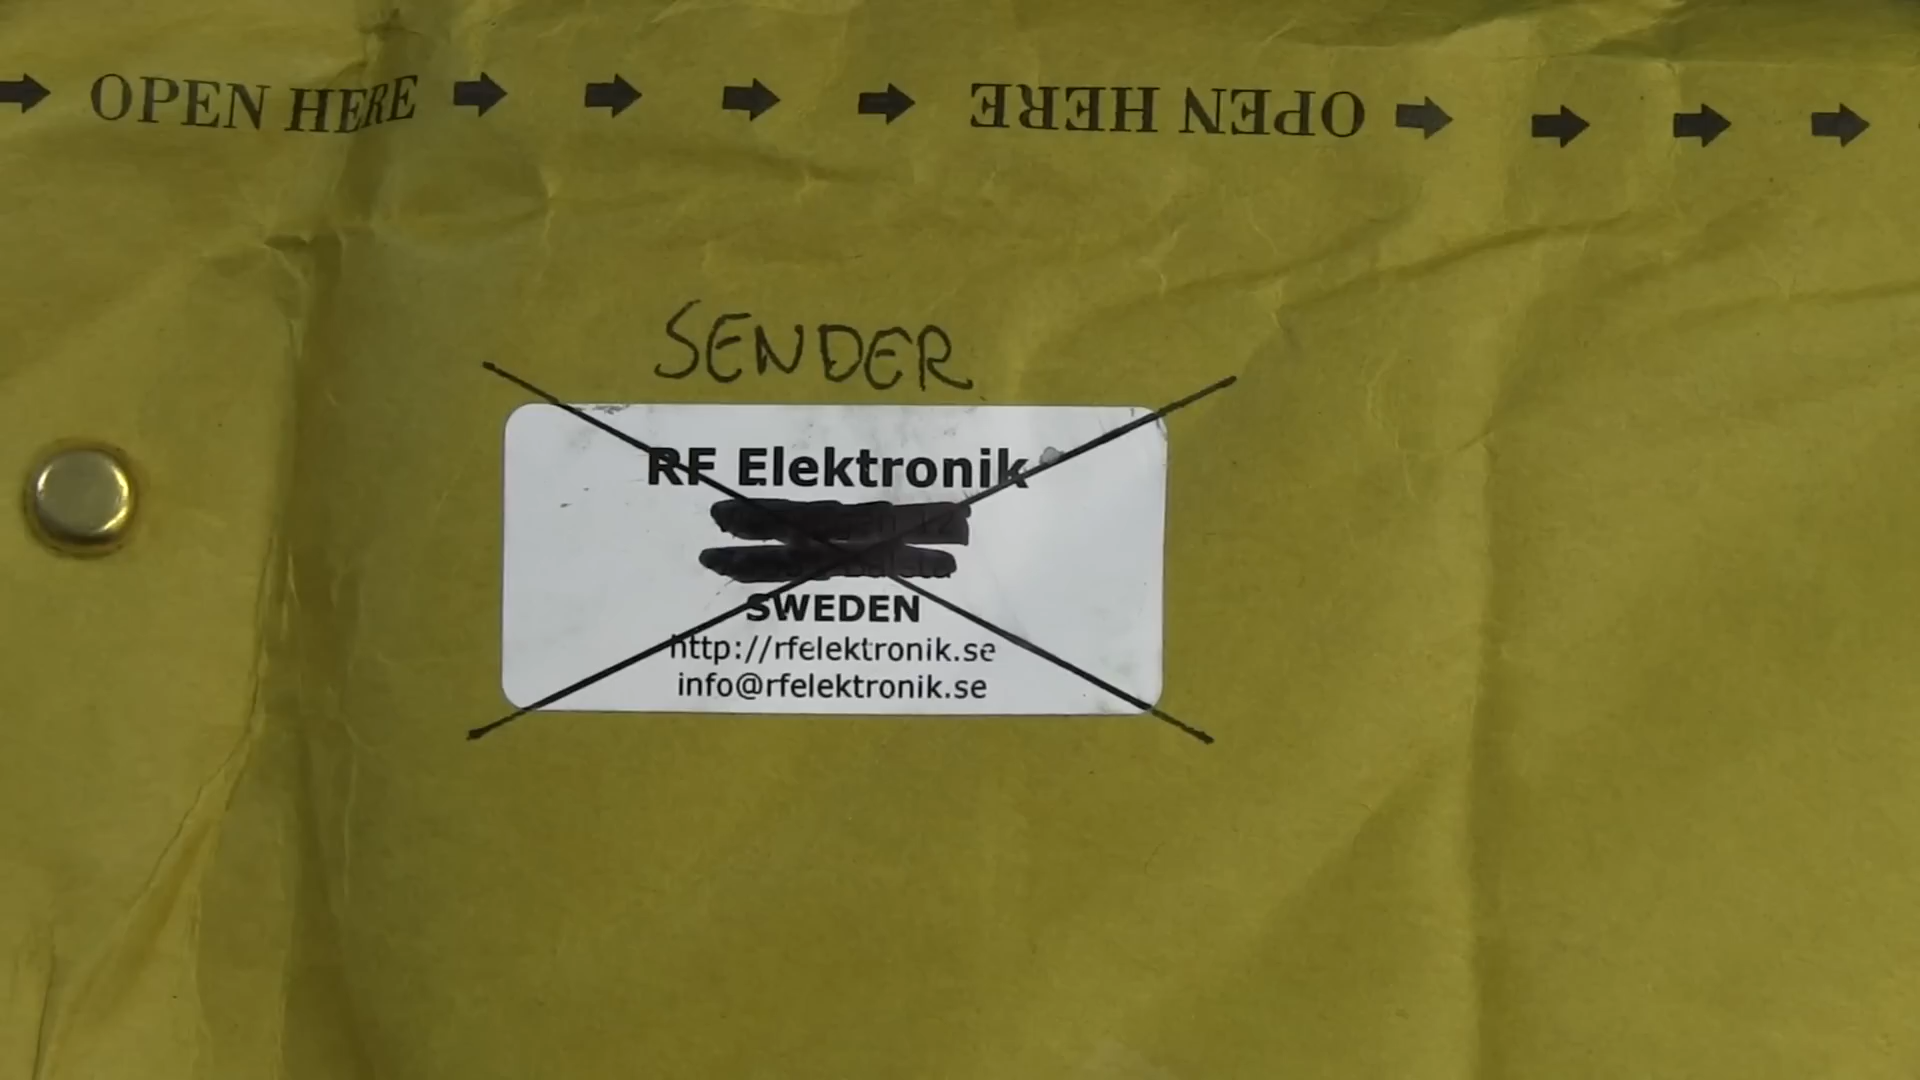 OPEN HERE OPEN HERE
SENDER
RF Elektronik
SWEDEN
http://rfelektronik.se
info@rfelektronik.se